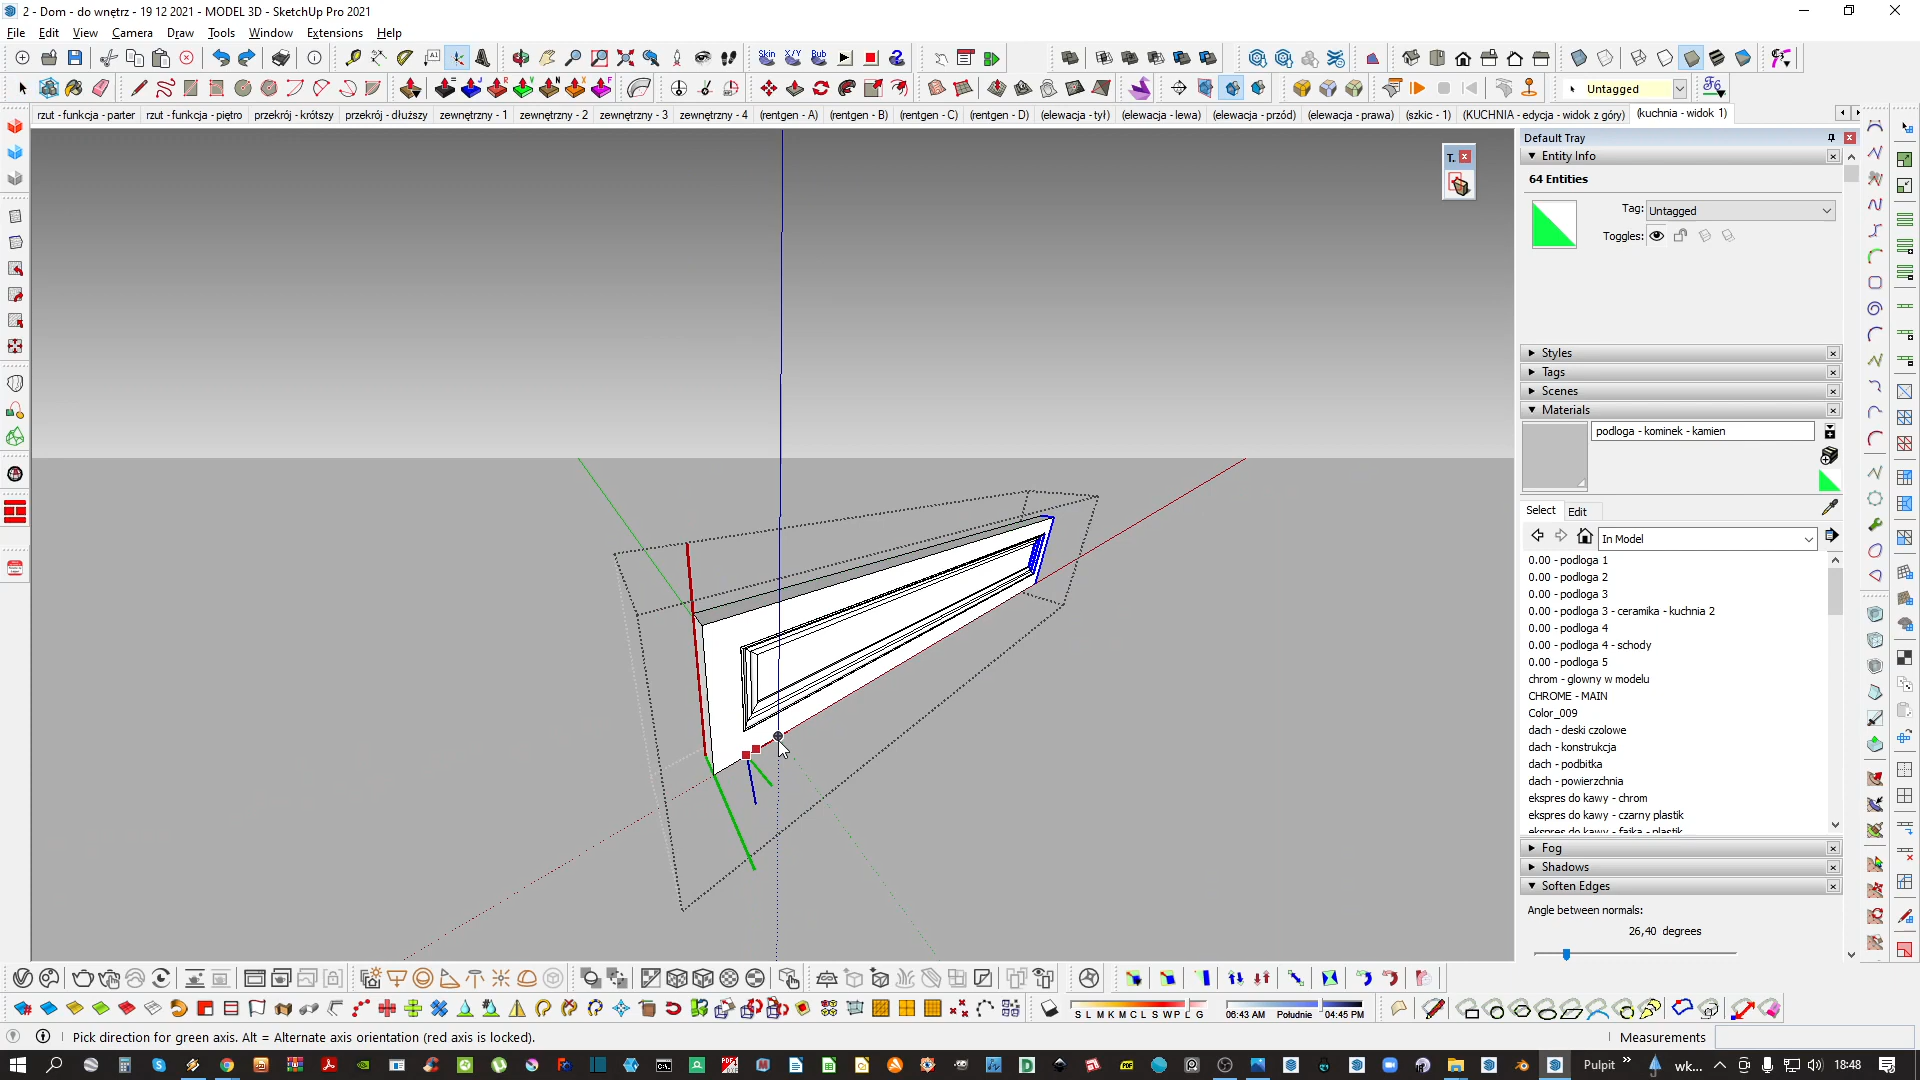 2 - Dom - do wnętrz - 19 12 2021 - MODEL 3D - SketchUp Pro 2021
File Edit View Camera Draw Tools Window Extensions Help
Skin X/Y Bub
Untagged
rzut - funkcja - parter rzut - funkcja - piętro przekrój - krótszy przekrój - dłuższy zewnętrzny - 1 zewnętrzny - 2 zewnętrzny - 3 zewnętrzny - 4 (rentgen - A) (rentgen - B) (rentgen - C) (rentgen - D) (elewacja - tył) (elewacja - lewa) (elewacja - przód) (elewacja - prawa) (szkic - 1) (KUCHNIA - edycja - widok z góry) (kuchnia - widok 1)
Default Tray
T.
Entity Info
64 Entities
Tag: Untagged
Toggles:
Styles
Tags
Scenes
Materials
podloga - kominek - kamien
Select Edit
In Model
0.00 - podloga 1
0.00 - podloga 2
0.00 - podloga 3
0.00 - podloga 3 - ceramika - kuchnia 2
0.00 - podloga 4
0.00 - podloga 4 - schody
0.00 - podloga 5
chrom - glowny w modelu
CHROME - MAIN
Color_009
dach - deski czolowe
dach - konstrukcja
dach - podbitka
dach - powierzchnia
ekspres do kawy - chrom
ekspres do kawy - czarny plastik
ekspres do kawy - fajka - plastik
Fog
Shadows
Soften Edges
Angle between normals:
26,40 degrees
S L M K M C L S W P L G 06:43 AM Południe 04:45 PM
Pick direction for green axis. Alt = Alternate axis orientation (red axis is locked).
Measurements
Pulpit
wk...
18:48